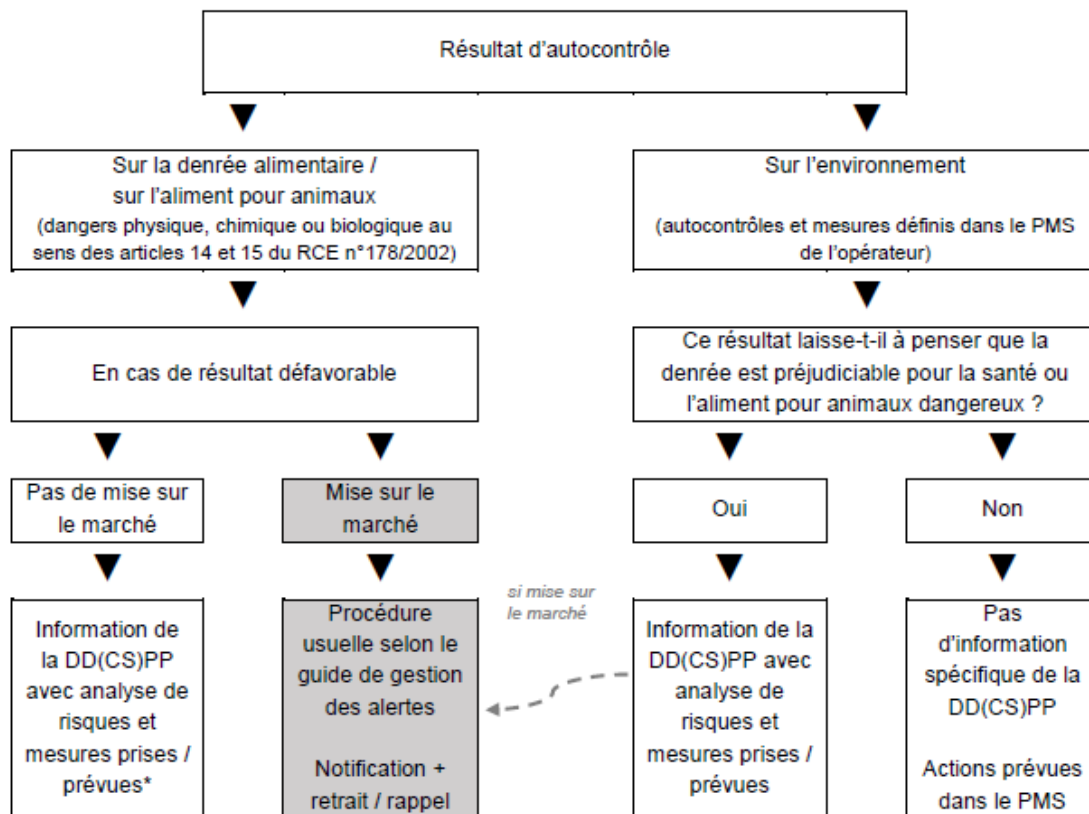 Résultat d'autocontrôle
Sur la denrée alimentaire /
sur l'aliment pour animaux
(dangers physique, chimique ou biologique au
sens des articles 14 et 15 du RCE n°178/2002)
Sur l'environnement
(autocontrôles et mesures définis dans le PMS
de l'opérateur)
En cas de résultat défavorable
Ce résultat laisse-t-il à penser que la
denrée est préjudiciable pour la santé ou
l'aliment pour animaux dangereux ?
Pas de mise sur
le marché
Mise sur le
marché
Oui
Non
Information de
la DD(CS)PP
avec analyse de
risques et
mesures prises /
prévues*
Procédure
usuelle selon le
guide de gestion
des alertes
Notification +
retrait / rappel
si mise sur
le marché
Information de la
DD(CS)PP avec
analyse de
risques et
mesures prises /
prévues
Pas
d'information
spécifique de la
DD(CS)PP
Actions prévues
dans le PMS